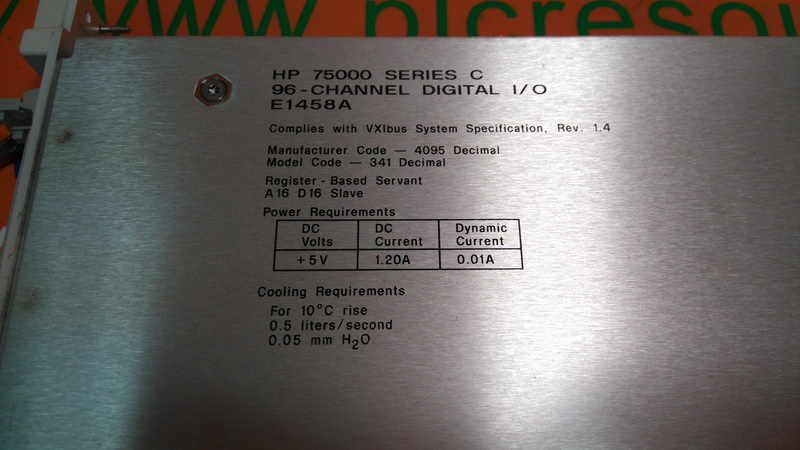 www.plcresou
HP 75000 SERIES C
96-CHANNEL DIGITAL I/O
E1458A
Complies with VXIbus System Specification, Rev. 1.4
Manufacturer Code — 4095 Decimal
Model Code — 341 Decimal
Register-Based Servant
A16 D16 Slave
Power Requirements
DC Volts DC Current Dynamic Current
+5V 1.20A 0.01A
Cooling Requirements
For 10°C rise
0.5 liters/second
0.05 mm H2O